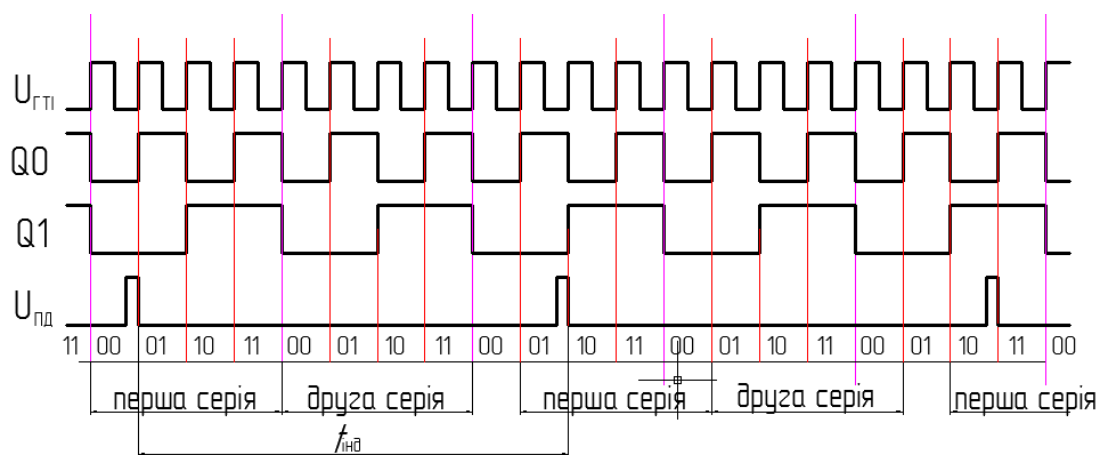 UГТІ
Q0
Q1
UПД
11 00 01 10 11 00 01 10 11 00 01 10 11 00 01 10 11 00 01 10 11 00
перша серія друга серія перша серія друга серія перша серія
tінд